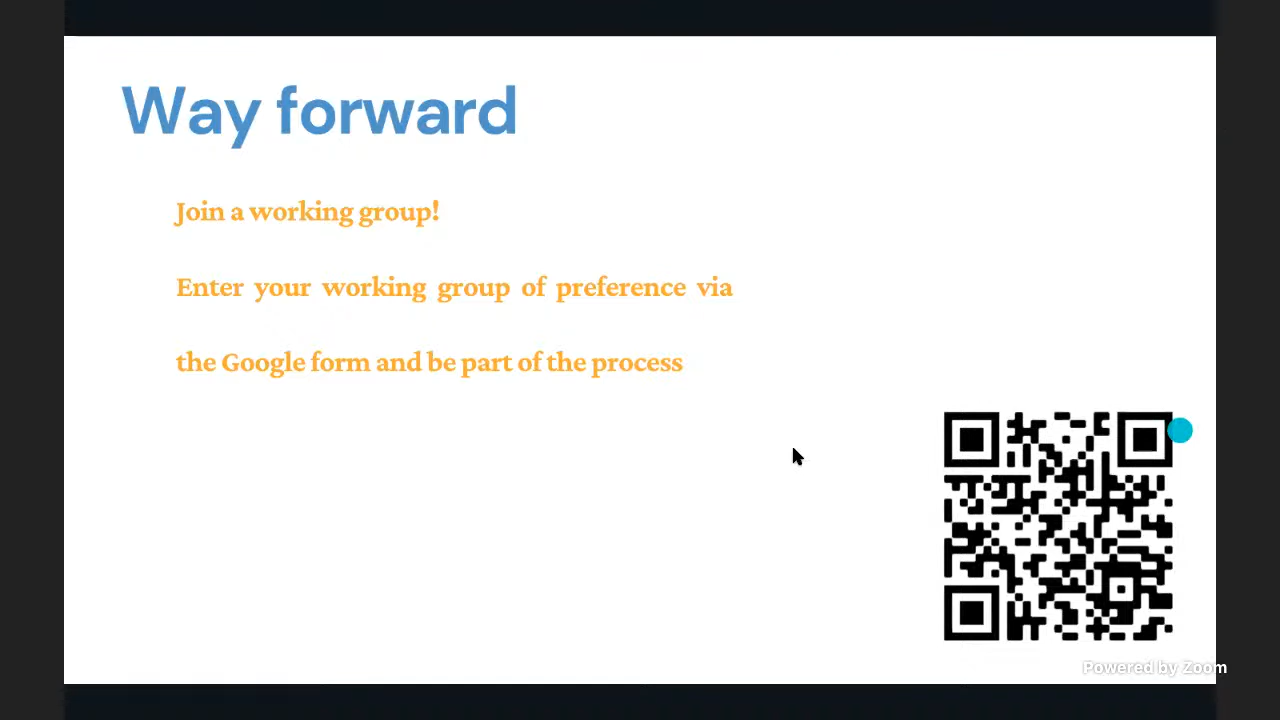 Way forward
Join a working group!
Enter your working group of preference via
the Google form and be part of the process
Powered by Zoom